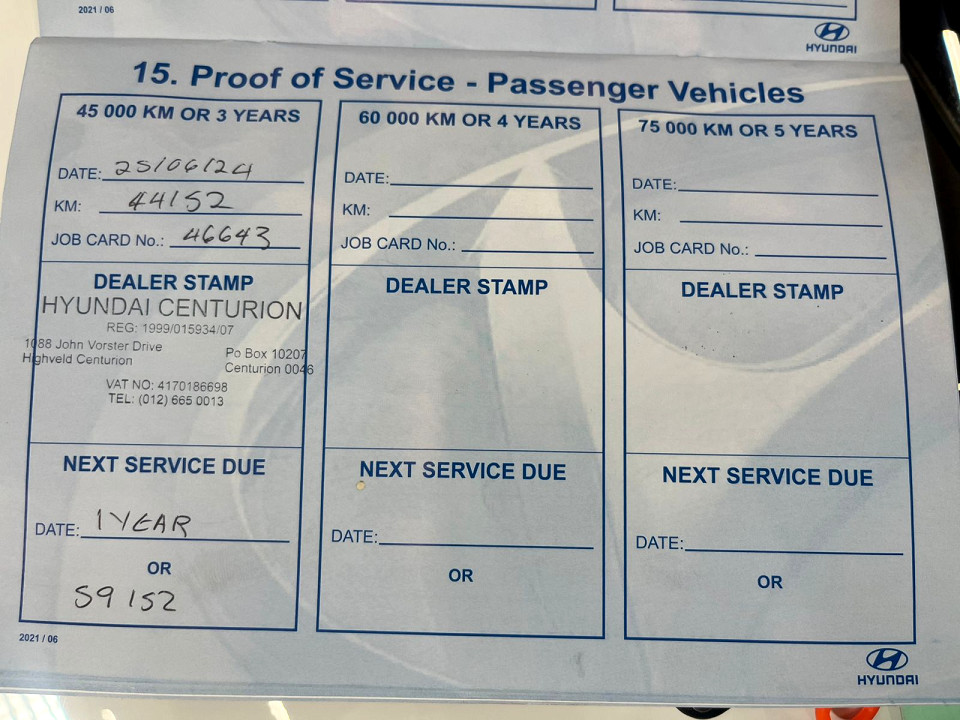 2021 / 06
HYUNDAI
15. Proof of Service - Passenger Vehicles
45 000 KM OR 3 YEARS
DATE: 25/06/24
KM: 44152
JOB CARD No.: 46643
DEALER STAMP
HYUNDAI CENTURION
REG: 1999/015934/07
1088 John Vorster Drive
Highveld Centurion
Po Box 10207
Centurion 0046
VAT NO: 4170186698
TEL: (012) 665 0013
NEXT SERVICE DUE
DATE: 1 YEAR
OR
59 152
60 000 KM OR 4 YEARS
DATE:
KM:
JOB CARD No.:
DEALER STAMP
NEXT SERVICE DUE
DATE:
OR
75 000 KM OR 5 YEARS
DATE:
KM:
JOB CARD No.:
DEALER STAMP
NEXT SERVICE DUE
DATE:
OR
2021 / 06
HYUNDAI